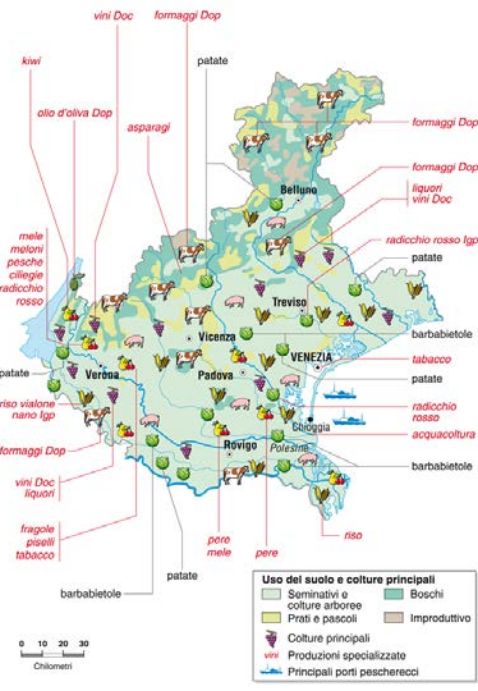 vini Doc
formaggi Dop
kiwi
patate
olio d'oliva Dop
asparagi
formaggi Dop
formaggi Dop
Belluno
liquori
vini Doc
mele
meloni
pesche
ciliegie
radicchio
rosso
radicchio rosso Igp
patate
Treviso
Vicenza
barbabietole
VENEZIA
tabacco
patate
Verona
Padova
patate
riso vialone
nano Igp
radicchio
rosso
Chioggia
acquacoltura
formaggi Dop
Rovigo
Polesine
barbabietole
vini Doc
liquori
fragole
piselli
tabacco
pere
mele
pere
riso
patate
barbabietole
Uso del suolo e colture principali
Seminativi e
colture arboree
Boschi
Prati e pascoli
Improduttivo
Colture principali
vini Produzioni specializzate
Principali porti pescherecci
0 10 20 30
Chilometri